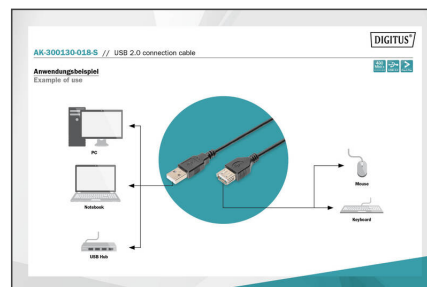 DIGITUS®
AK-300130-018-S // USB 2.0 connection cable
Anwendungsbeispiel
Example of use
PC
Notebook
USB Hub
Mouse
Keyboard